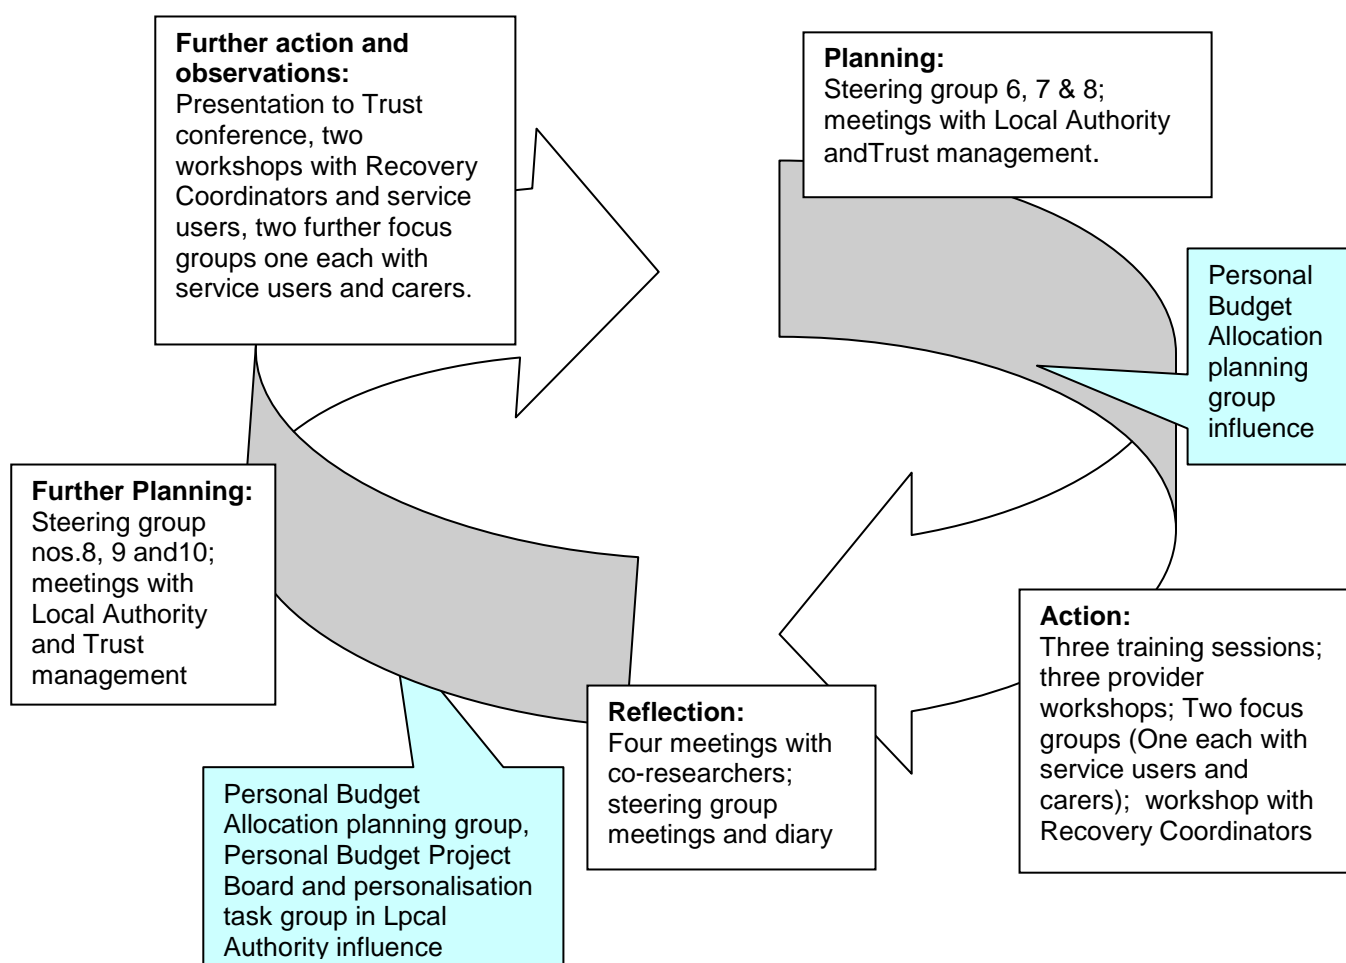 Further action and
observations:
Presentation to Trust
conference, two
workshops with Recovery
Coordinators and service
users, two further focus
groups one each with
service users and carers.
Planning:
Steering group 6, 7 & 8;
meetings with Local Authority
andTrust management.
Personal
Budget
Allocation
planning
group
influence
Action:
Three training sessions;
three provider
workshops; Two focus
groups (One each with
service users and
carers);  workshop with
Recovery Coordinators
Reflection:
Four meetings with
co-researchers;
steering group
meetings and diary
Personal Budget
Allocation planning group,
Personal Budget Project
Board and personalisation
task group in Lpcal
Authority influence
Further Planning:
Steering group
nos.8, 9 and10;
meetings with
Local Authority
and Trust
management